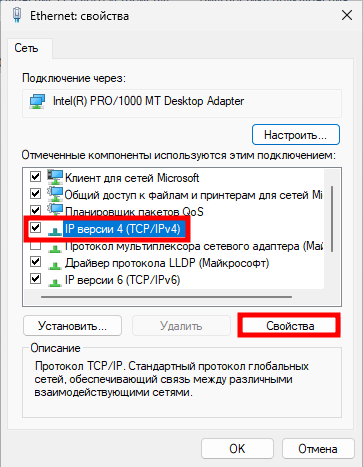 Ethernet: свойства
Сеть
Подключение через:
Intel(R) PRO/1000 MT Desktop Adapter
Настроить...
Отмеченные компоненты используются этим подключением:
Клиент для сетей Microsoft
Общий доступ к файлам и принтерам для сетей Mi
Планировщик пакетов QoS
IP версии 4 (TCP/IPv4)
Протокол мультиплексора сетевого адаптера (Май
Драйвер протокола LLDP (Майкрософт)
IP версии 6 (TCP/IPv6)
Установить...
Удалить
Свойства
Описание
Протокол TCP/IP. Стандартный протокол глобальных
сетей, обеспечивающий связь между различными
взаимодействующими сетями.
OK
Отмена